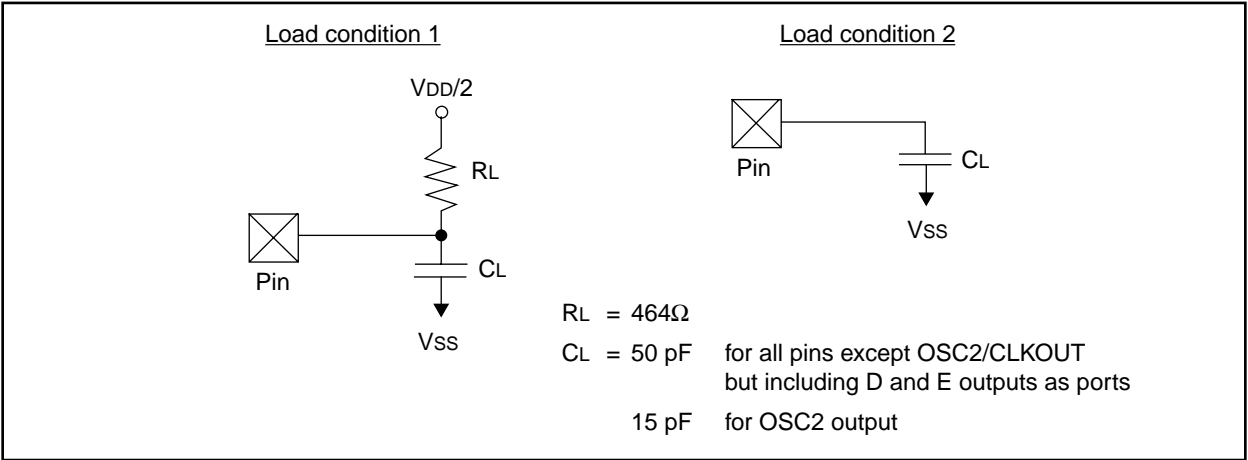 Load condition 1
VDD/2
RL
Pin
CL
VSS
Load condition 2
Pin
CL
VSS
RL = 464Ω
CL = 50 pF for all pins except OSC2/CLKOUT
but including D and E outputs as ports
15 pF for OSC2 output